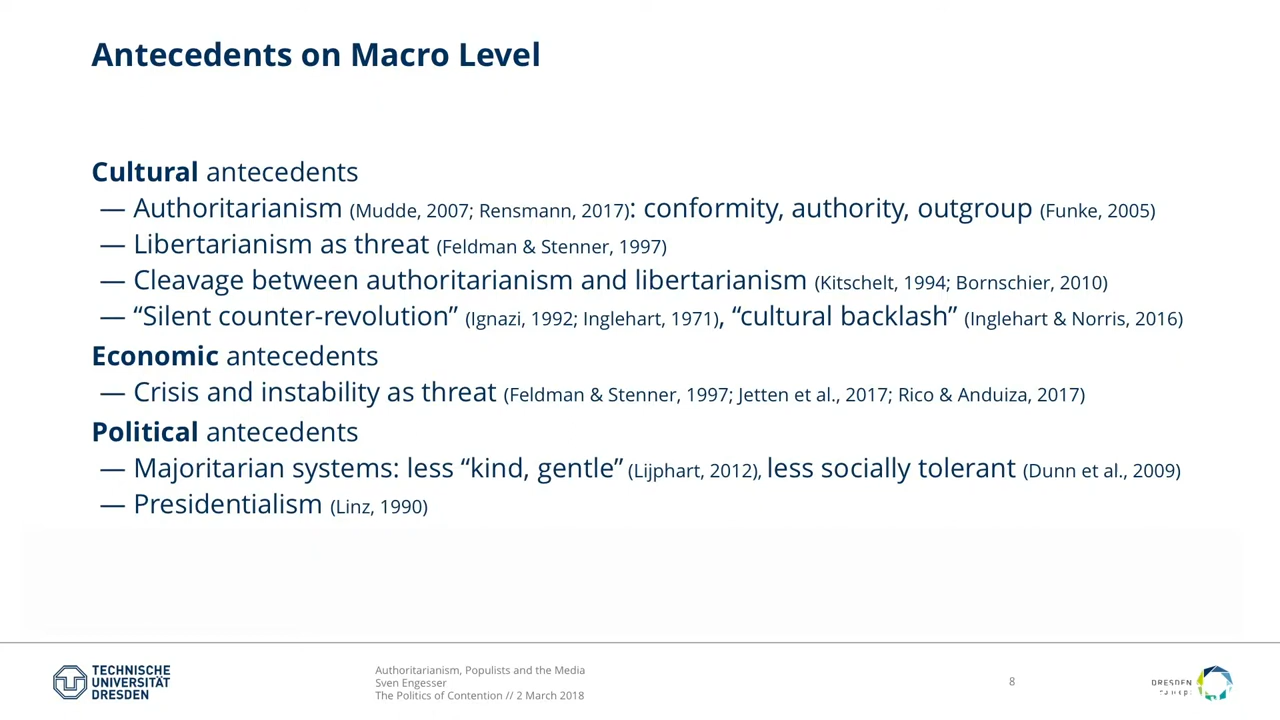 Antecedents on Macro Level
Cultural antecedents
— Authoritarianism (Mudde, 2007; Rensmann, 2017): conformity, authority, outgroup (Funke, 2005)
— Libertarianism as threat (Feldman & Stenner, 1997)
— Cleavage between authoritarianism and libertarianism (Kitschelt, 1994; Bornschier, 2010)
— “Silent counter-revolution” (Ignazi, 1992; Inglehart, 1971), “cultural backlash” (Inglehart & Norris, 2016)
Economic antecedents
— Crisis and instability as threat (Feldman & Stenner, 1997; Jetten et al., 2017; Rico & Anduiza, 2017)
Political antecedents
— Majoritarian systems: less “kind, gentle” (Lijphart, 2012), less socially tolerant (Dunn et al., 2009)
— Presidentialism (Linz, 1990)
TECHNISCHE
UNIVERSITÄT
DRESDEN
Authoritarianism, Populists and the Media
Sven Engesser
The Politics of Contention // 2 March 2018
8
DRESDEN